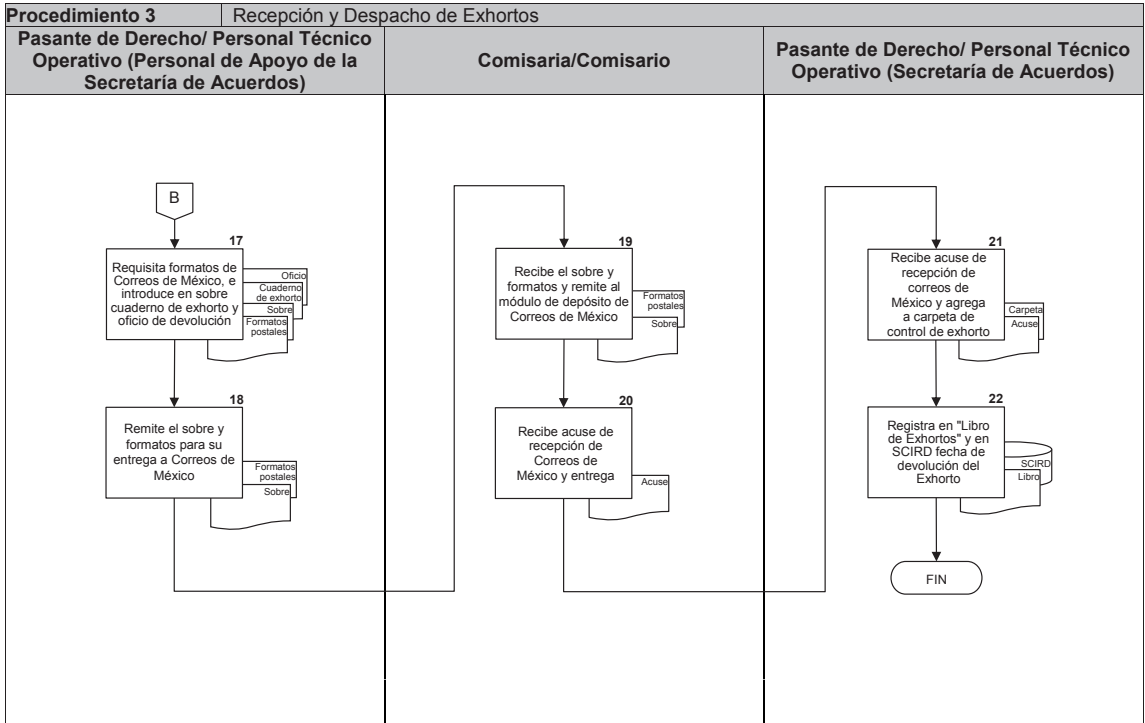 Procedimiento 3
Recepción y Despacho de Exhortos
Pasante de Derecho/ Personal Técnico
Operativo (Personal de Apoyo de la
Secretaría de Acuerdos)
Comisaria/Comisario
Pasante de Derecho/ Personal Técnico
Operativo (Secretaría de Acuerdos)
B
17
Requisita formatos de
Correos de México, e
introduce en sobre
cuaderno de exhorto y
oficio de devolución
Oficio
Cuaderno
de exhorto
Sobre
Formatos
postales
18
Remite el sobre y
formatos para su
entrega a Correos de
México
Formatos
postales
Sobre
19
Recibe el sobre y
formatos y remite al
módulo de depósito de
Correos de México
Formatos
postales
Sobre
20
Recibe acuse de
recepción de
Correos de
México y entrega
Acuse
21
Recibe acuse de
recepción de
correos de
México y agrega
a carpeta de
control de exhorto
Carpeta
Acuse
22
Registra en "Libro
de Exhortos" y en
SCIRD fecha de
devolución del
Exhorto
SCIRD
Libro
FIN